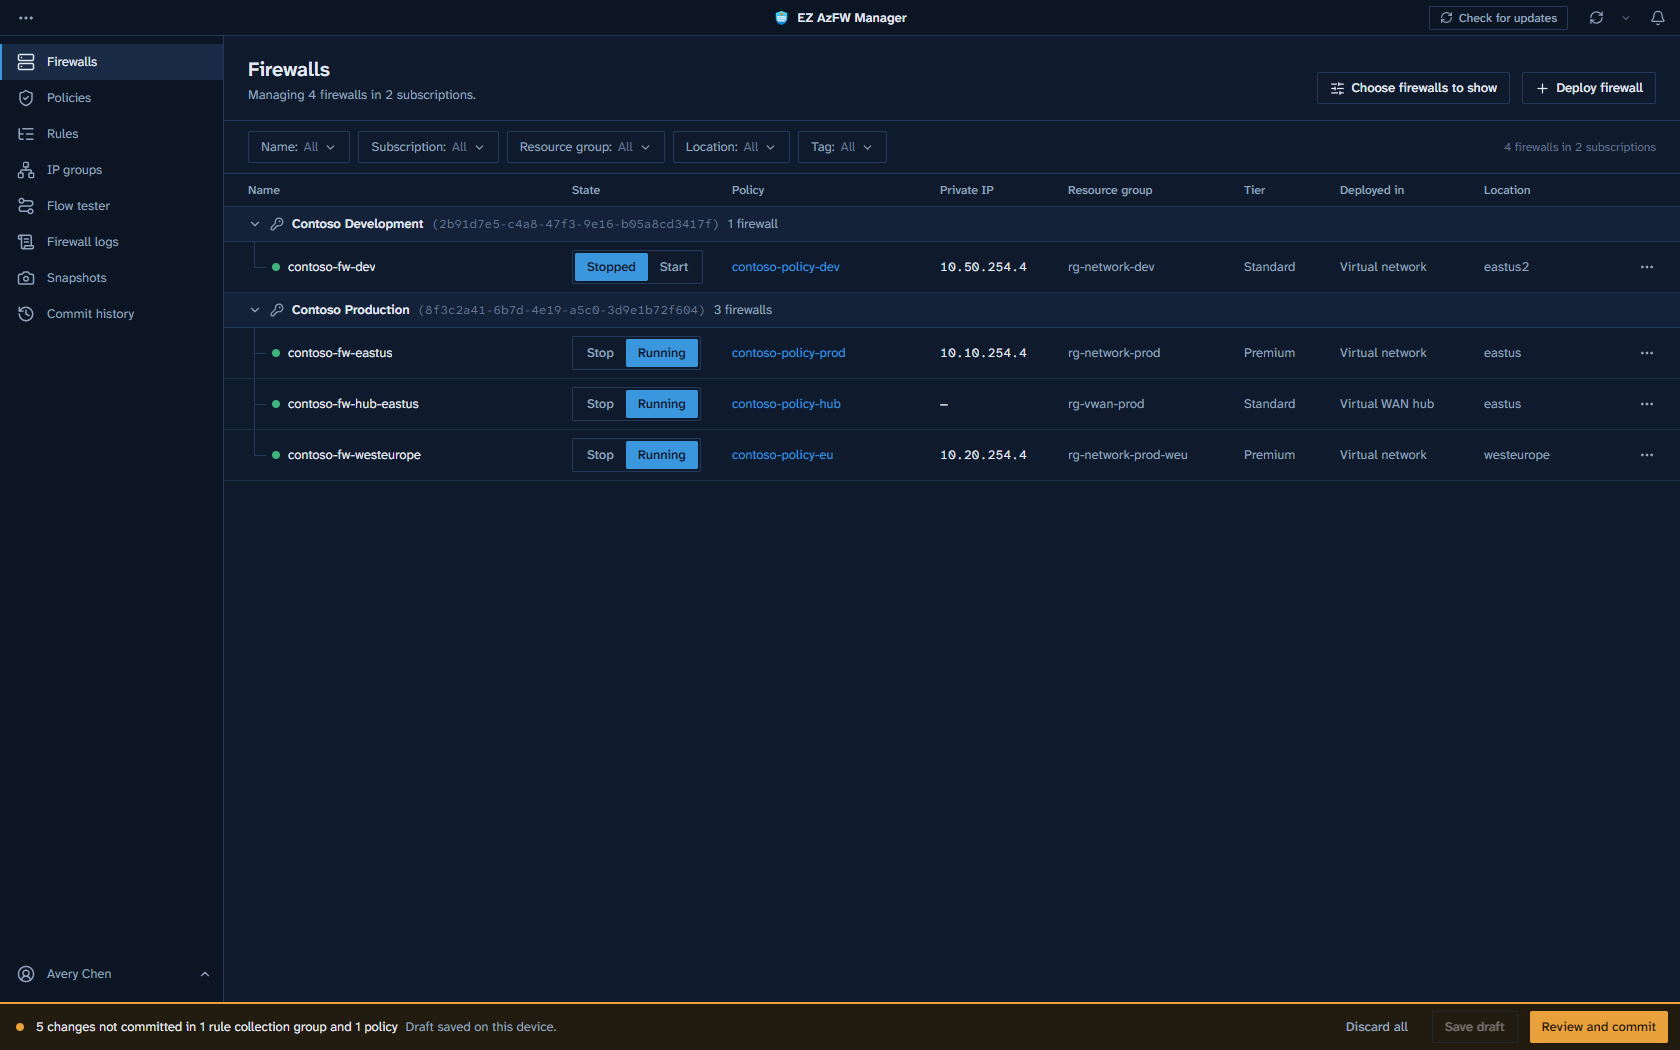 EZ AzFW Manager
Check for updates
Firewalls
Policies
Rules
IP groups
Flow tester
Firewall logs
Snapshots
Commit history
Avery Chen
Firewalls
Managing 4 firewalls in 2 subscriptions.
Choose firewalls to show
Deploy firewall
Name: All
Subscription: All
Resource group: All
Location: All
Tag: All
4 firewalls in 2 subscriptions
Name State Policy Private IP Resource group Tier Deployed in Location
Contoso Development (2b91d7e5-c4a8-47f3-9e16-b05a8cd3417f) 1 firewall
contoso-fw-dev Stopped Start contoso-policy-dev 10.50.254.4 rg-network-dev Standard Virtual network eastus2
Contoso Production (8f3c2a41-6b7d-4e19-a5c0-3d9e1b72f604) 3 firewalls
contoso-fw-eastus Stop Running contoso-policy-prod 10.10.254.4 rg-network-prod Premium Virtual network eastus
contoso-fw-hub-eastus Stop Running contoso-policy-hub – rg-vwan-prod Standard Virtual WAN hub eastus
contoso-fw-westeurope Stop Running contoso-policy-eu 10.20.254.4 rg-network-prod-weu Premium Virtual network westeurope
5 changes not committed in 1 rule collection group and 1 policy Draft saved on this device.
Discard all
Save draft
Review and commit